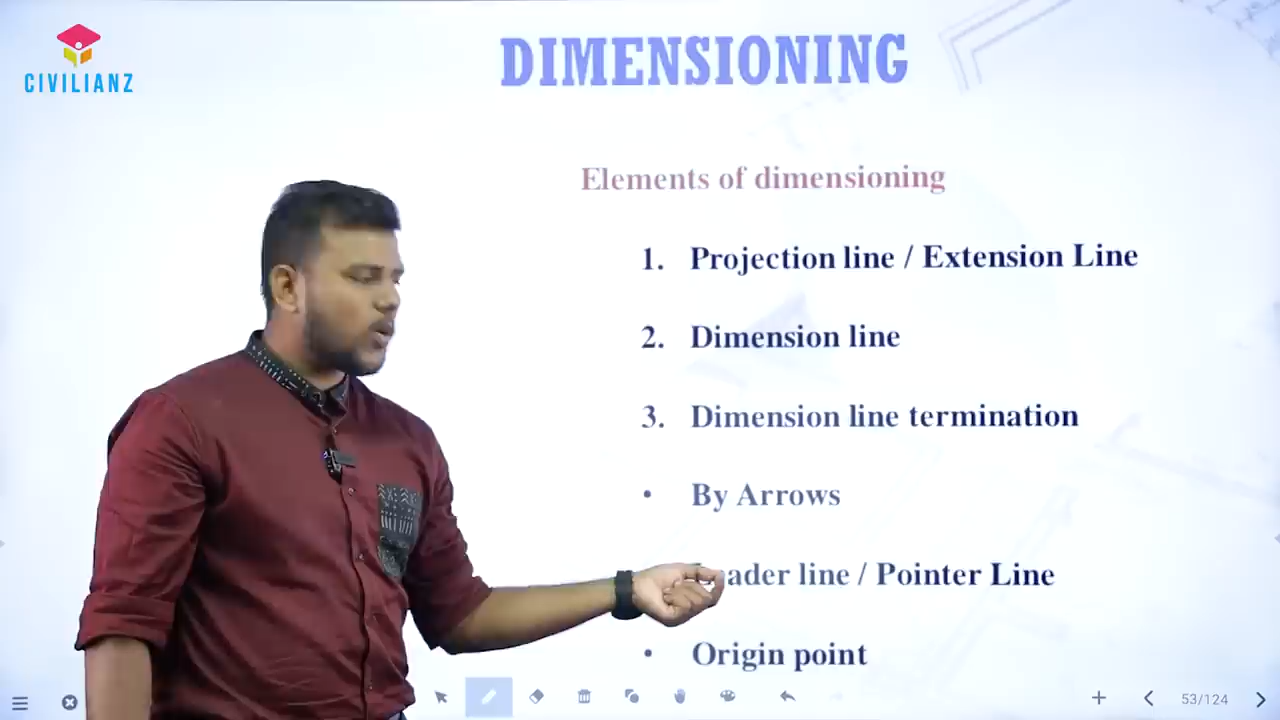 CIVILIANZ
DIMENSIONING
Elements of dimensioning
1. Projection line / Extension Line
2. Dimension line
3. Dimension line termination
• By Arrows
line / Pointer Line
• Origin point
53/124